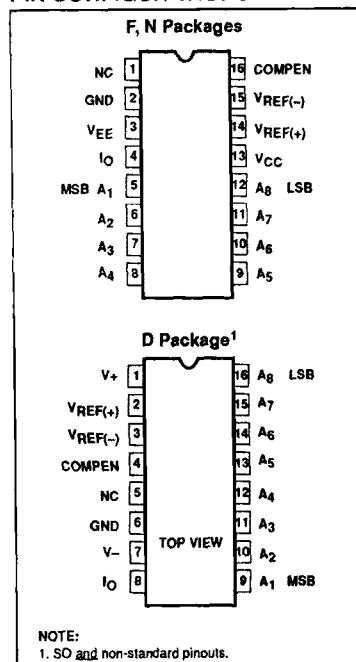 F, N Packages
NC 1 16 COMPEN
GND 2 15 VREF(–)
VEE 3 14 VREF(+)
IO 4 13 VCC
MSB A1 5 12 A8 LSB
A2 6 11 A7
A3 7 10 A6
A4 8 9 A5
D Package1
V+ 1 16 A8 LSB
VREF(+) 2 15 A7
VREF(–) 3 14 A6
COMPEN 4 13 A5
NC 5 12 A4
GND 6 11 A3
V– 7 TOP VIEW 10 A2
IO 8 9 A1 MSB
NOTE:
1. SO and non-standard pinouts.